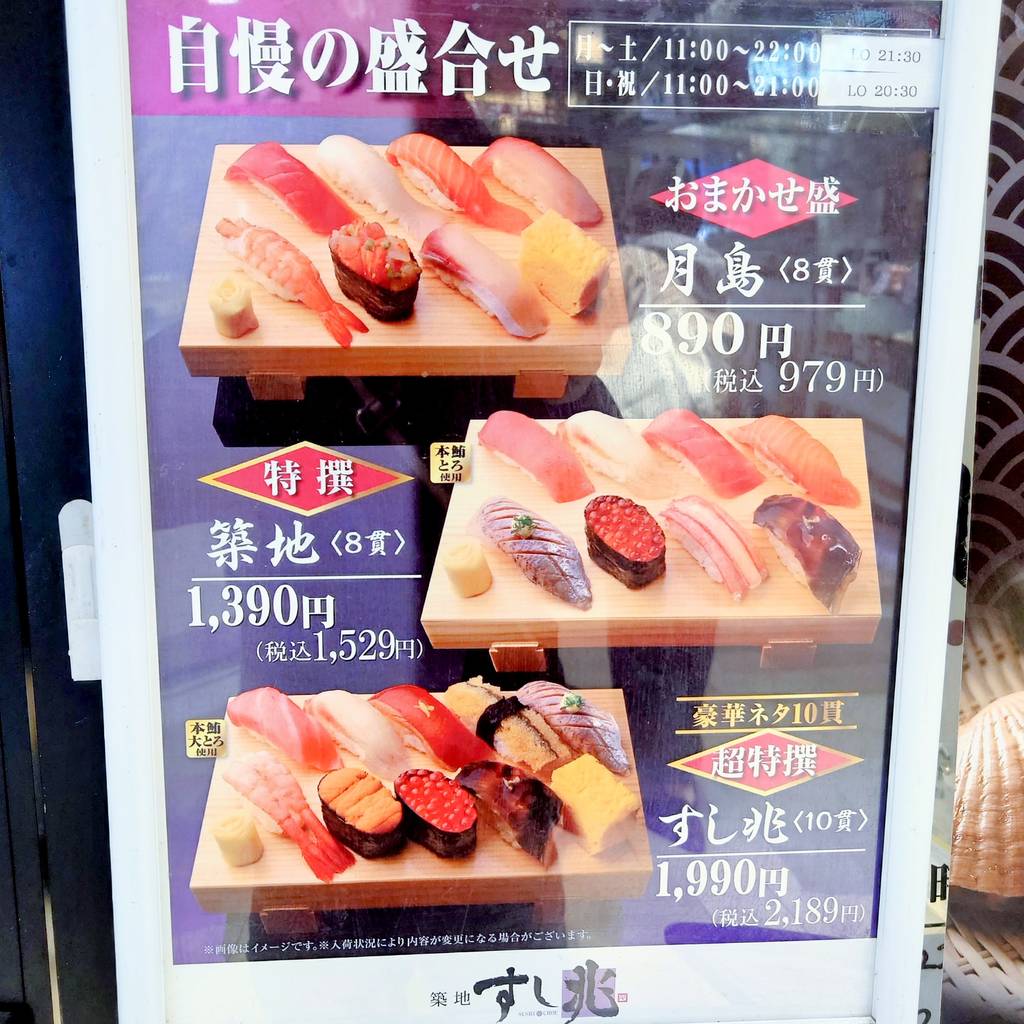 自慢の盛合せ
月～土／11:00～22:00 LO 21:30
日・祝／11:00～21:00 LO 20:30
おまかせ盛
月島〈8貫〉
890円
(税込 979円)
特撰
築地〈8貫〉
1,390円
(税込1,529円)
本鮪
とろ
使用
本鮪
大とろ
使用
豪華ネタ10貫
超特撰
すし兆〈10貫〉
1,990円
(税込2,189円)
※画像はイメージです。※入荷状況により内容が変更になる場合がございます。
築地 すし兆